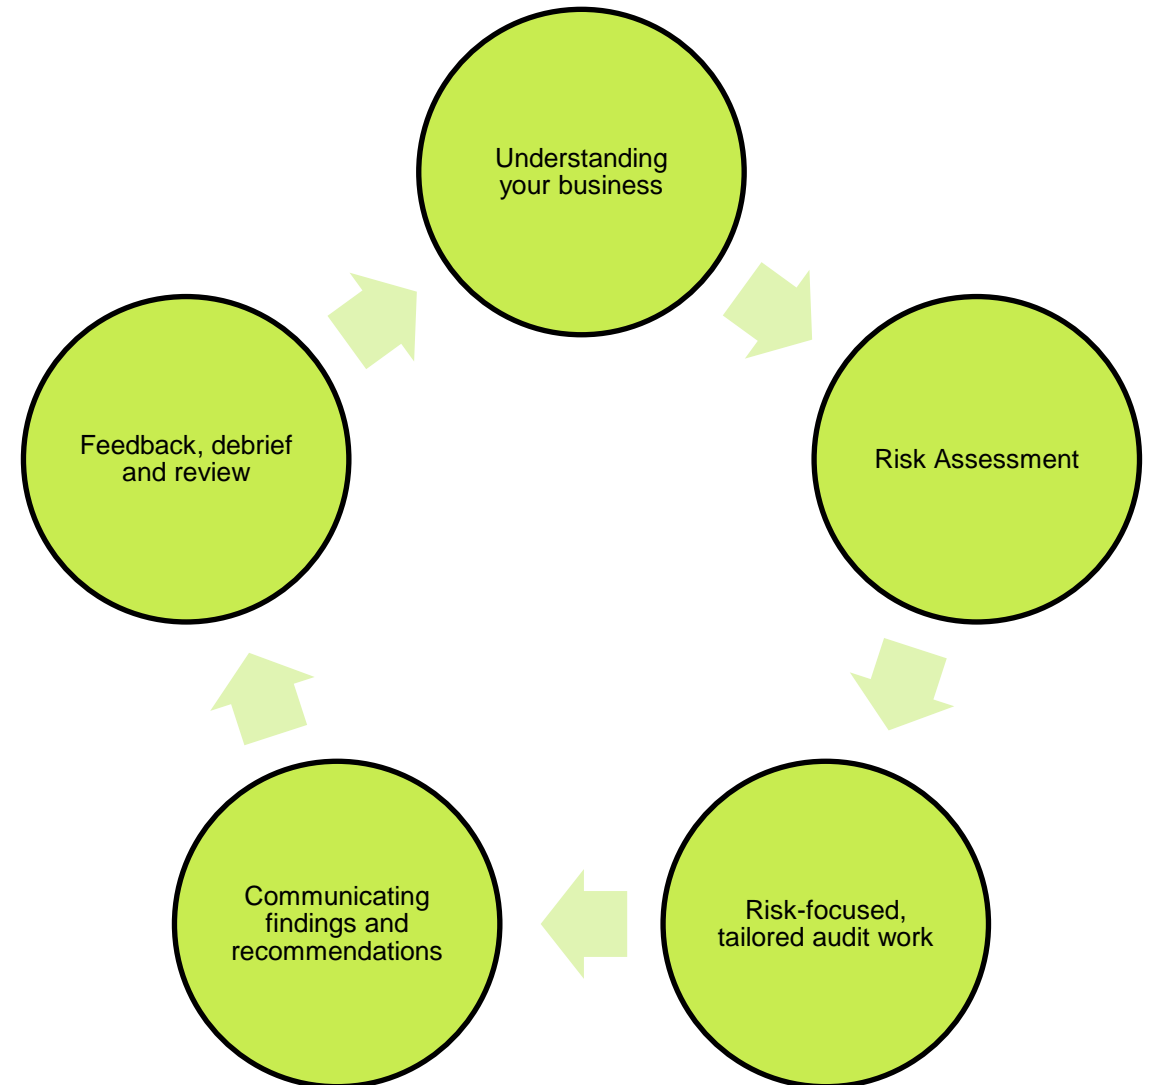 Understanding
your business
Risk Assessment
Risk-focused,
tailored audit work
Communicating
findings and
recommendations
Feedback, debrief
and review